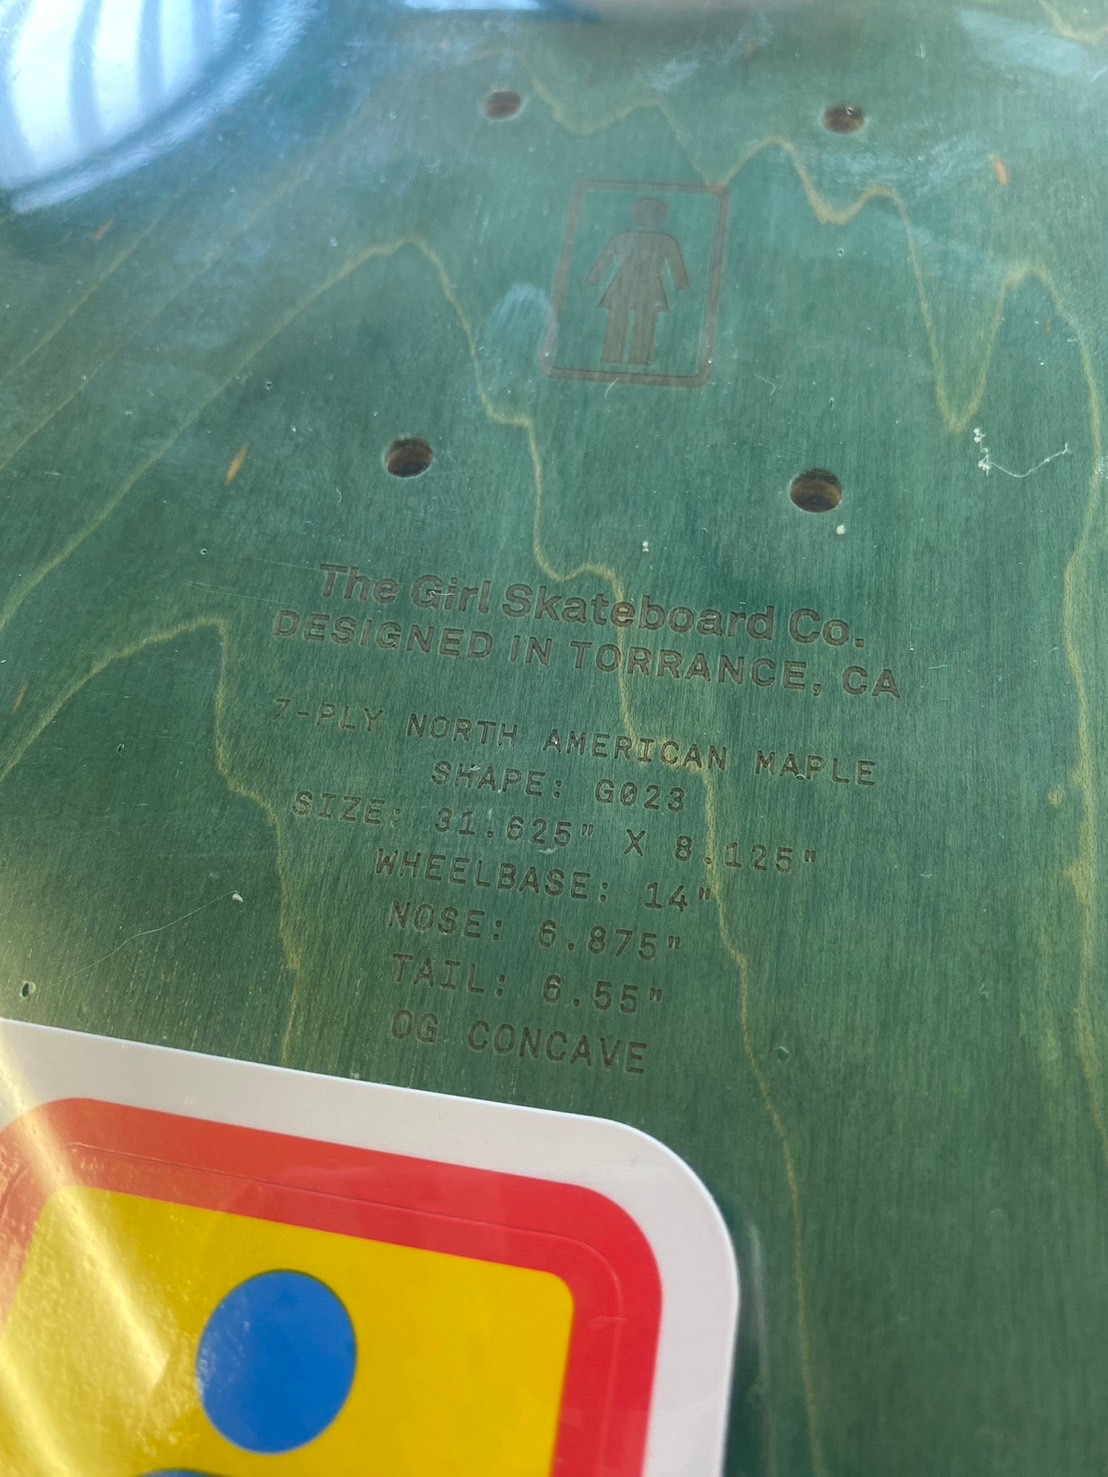 The Girl Skateboard Co.
DESIGNED IN TORRANCE, CA
7-PLY NORTH AMERICAN MAPLE
SHAPE: G023
SIZE: 31.625" X 8.125"
WHEELBASE: 14"
NOSE: 6.875"
TAIL: 6.55"
OG CONCAVE